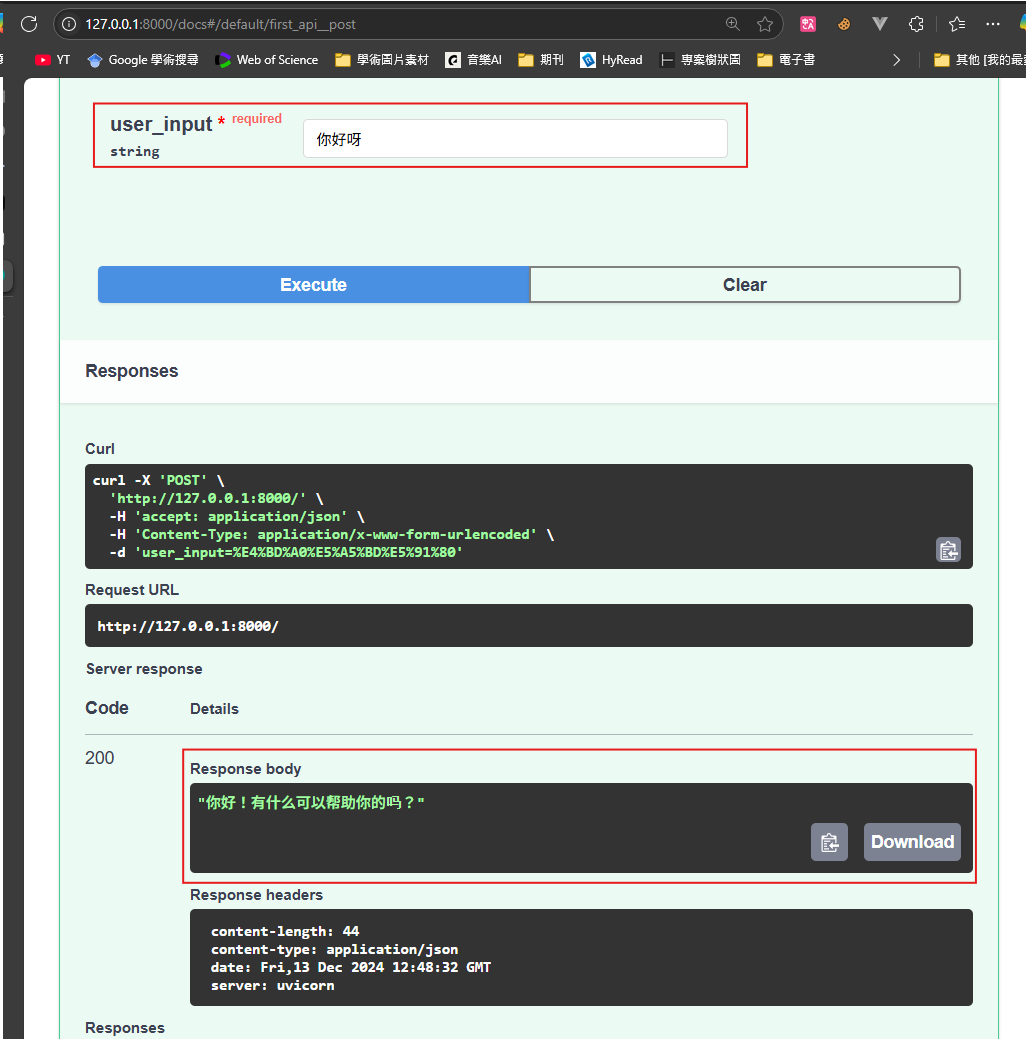 127.0.0.1:8000/docs#/default/first_api__post
YT
Google 學術搜尋
Web of Science
學術圖片素材
音樂AI
期刊
HyRead
專案樹狀圖
電子書
其他 [我的最
user_input * required
string
你好呀
Execute
Clear
Responses
Curl
curl -X 'POST' \
'http://127.0.0.1:8000/' \
-H 'accept: application/json' \
-H 'Content-Type: application/x-www-form-urlencoded' \
-d 'user_input=%E4%BD%A0%E5%A5%BD%E5%91%80'
Request URL
http://127.0.0.1:8000/
Server response
Code
Details
200
Response body
"你好！有什么可以帮助你的吗？"
Download
Response headers
content-length: 44
content-type: application/json
date: Fri,13 Dec 2024 12:48:32 GMT
server: uvicorn
Responses